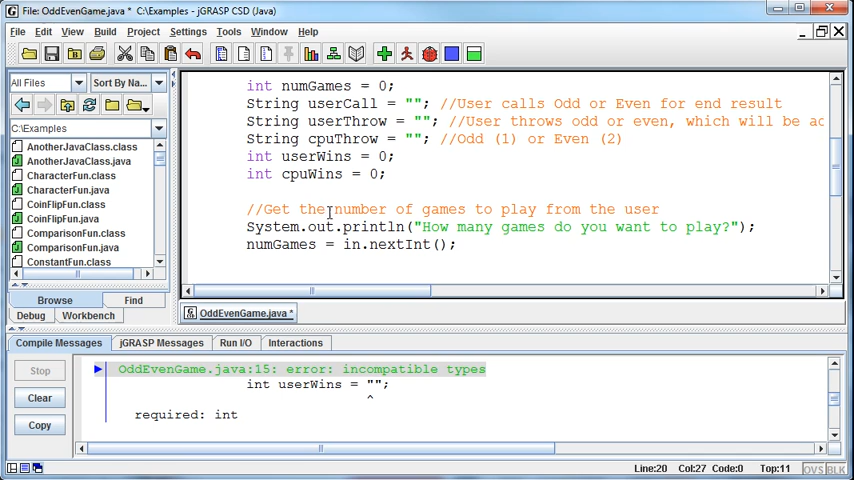 File: OddEvenGame.java * C:\Examples - jGRASP CSD (Java)
File Edit View Build Project Settings Tools Window Help
All Files Sort By Na...
C:\Examples
AnotherJavaClass.class
AnotherJavaClass.java
CharacterFun.class
CharacterFun.java
CoinFlipFun.class
CoinFlipFun.java
ComparisonFun.class
ComparisonFun.java
ConstantFun.class
Browse Find
Debug Workbench
int numGames = 0;
String userCall = ""; //User calls Odd or Even for end result
String userThrow = ""; //User throws odd or even, which will be ad
String cpuThrow = ""; //Odd (1) or Even (2)
int userWins = 0;
int cpuWins = 0;
//Get the number of games to play from the user
System.out.println("How many games do you want to play?");
numGames = in.nextInt();
OddEvenGame.java *
Compile Messages jGRASP Messages Run I/O Interactions
Stop
Clear
Copy
OddEvenGame.java:15: error: incompatible types
int userWins = "";
^
required: int
Line:20 Col:27 Code:0 Top:11 OVS BLK